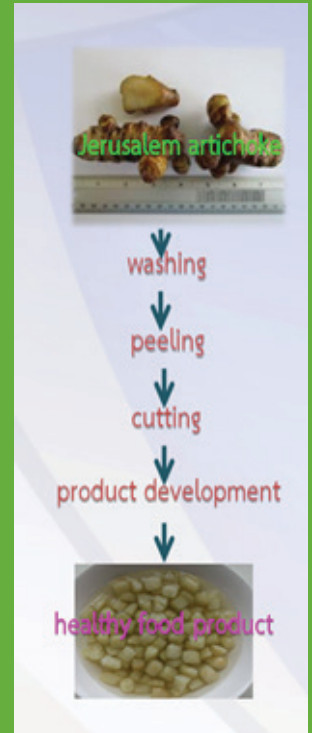 Jerusalem artichoke
washing
peeling
cutting
product development
healthy food product